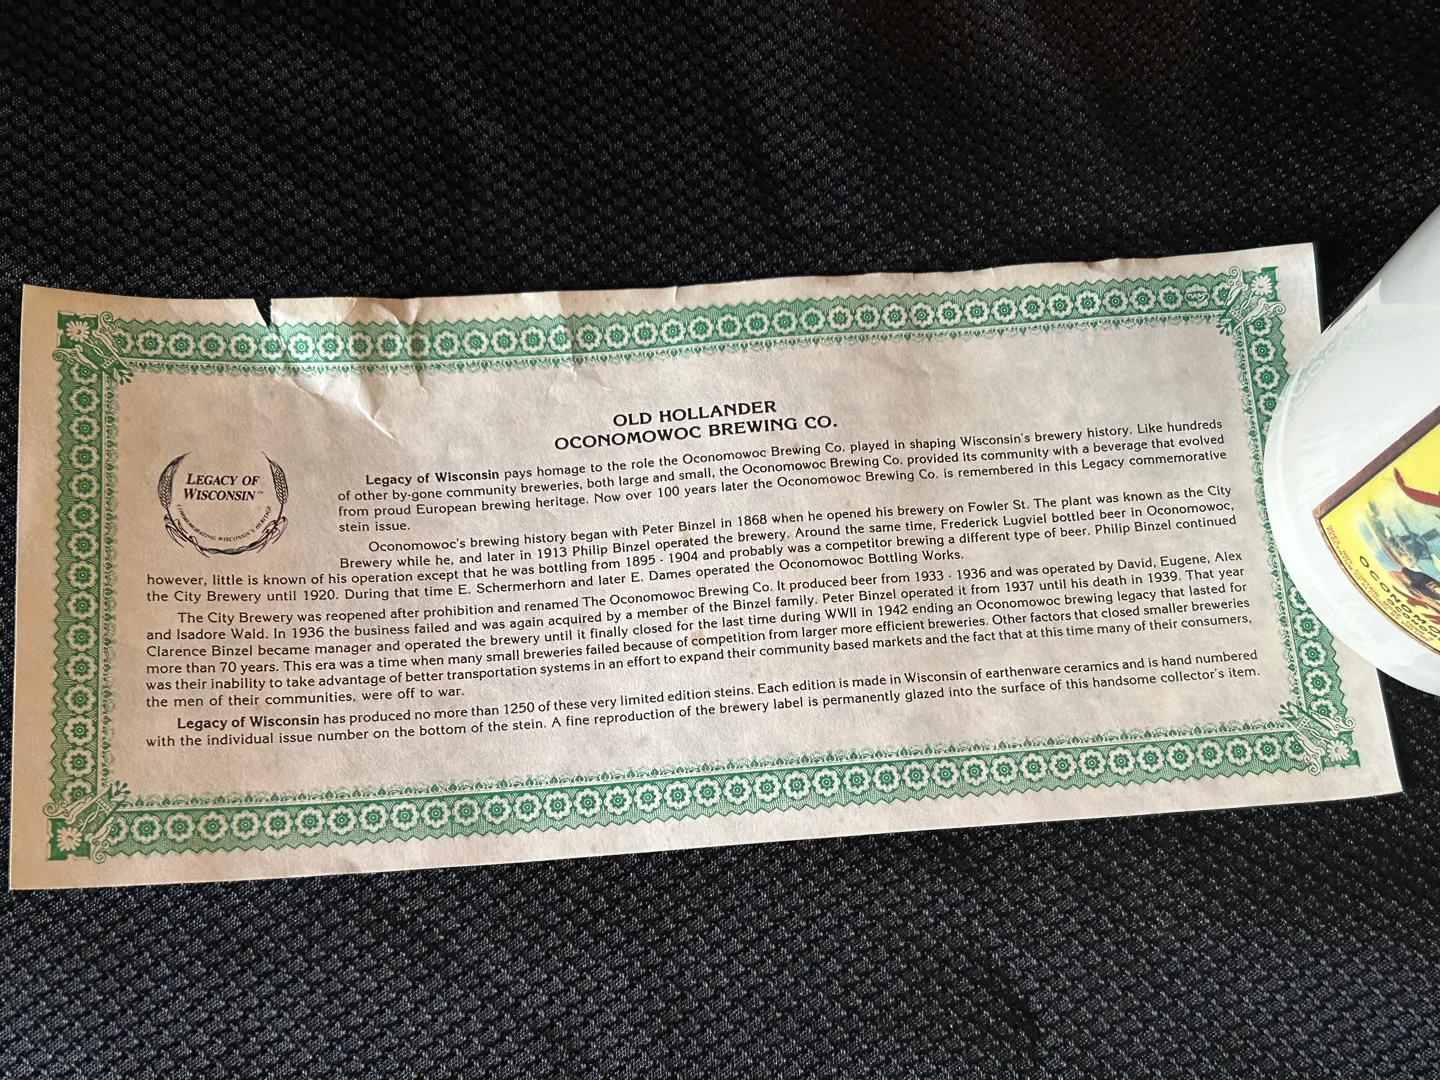 OLD HOLLANDER
OCONOMOWOC BREWING CO.
LEGACY OF
WISCONSIN™
COMMEMORATING WISCONSIN'S HERITAGE
Legacy of Wisconsin pays homage to the role the Oconomowoc Brewing Co. played in shaping Wisconsin's brewery history. Like hundreds
of other by-gone community breweries, both large and small, the Oconomowoc Brewing Co. provided its community with a beverage that evolved
from proud European brewing heritage. Now over 100 years later the Oconomowoc Brewing Co. is remembered in this Legacy commemorative
stein issue.
Oconomowoc's brewing history began with Peter Binzel in 1868 when he opened his brewery on Fowler St. The plant was known as the City
Brewery while he, and later in 1913 Philip Binzel operated the brewery. Around the same time, Frederick Lugviel bottled beer in Oconomowoc,
however, little is known of his operation except that he was bottling from 1895 - 1904 and probably was a competitor brewing a different type of beer. Philip Binzel continued
the City Brewery until 1920. During that time E. Schermerhorn and later E. Dames operated the Oconomowoc Bottling Works.
The City Brewery was reopened after prohibition and renamed The Oconomowoc Brewing Co. It produced beer from 1933 - 1936 and was operated by David, Eugene, Alex
and Isadore Wald. In 1936 the business failed and was again acquired by a member of the Binzel family. Peter Binzel operated it from 1937 until his death in 1939. That year
Clarence Binzel became manager and operated the brewery until it finally closed for the last time during WWII in 1942 ending an Oconomowoc brewing legacy that lasted for
more than 70 years. This era was a time when many small breweries failed because of competition from larger more efficient breweries. Other factors that closed smaller breweries
was their inability to take advantage of better transportation systems in an effort to expand their community based markets and the fact that at this time many of their consumers,
the men of their communities, were off to war.
Legacy of Wisconsin has produced no more than 1250 of these very limited edition steins. Each edition is made in Wisconsin of earthenware ceramics and is hand numbered
with the individual issue number on the bottom of the stein. A fine reproduction of the brewery label is permanently glazed into the surface of this handsome collector's item.